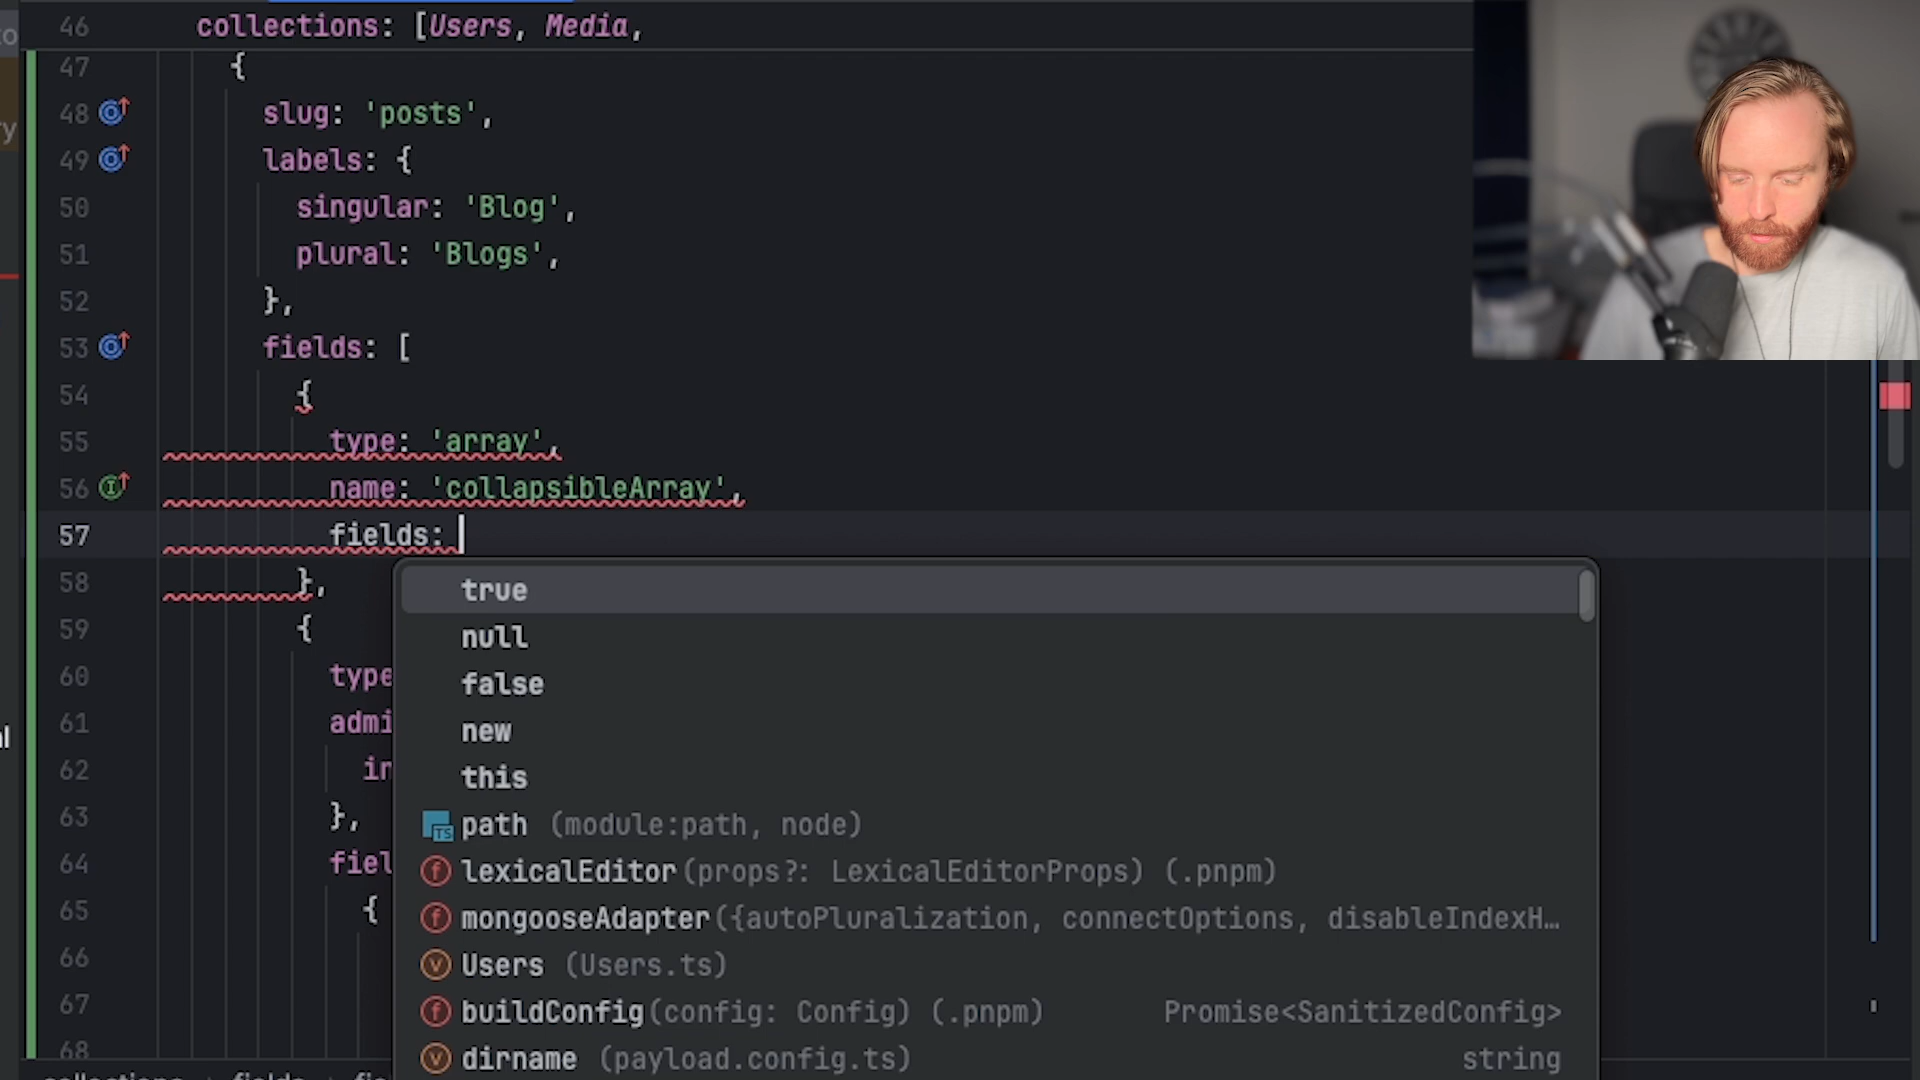 46 collections: [Users, Media,
47 {
48 slug: 'posts',
49 labels: {
50 singular: 'Blog',
51 plural: 'Blogs',
52 },
53 fields: [
54 {
55 type: 'array',
56 name: 'collapsibleArray',
57 fields:
58 },
59 {
60 type
61 admi
62 in
63 },
64 fiel
65 {
66
67
68
true
null
false
new
this
path (module:path, node)
lexicalEditor(props?: LexicalEditorProps) (.pnpm)
mongooseAdapter({autoPluralization, connectOptions, disableIndexH…
Users (Users.ts)
buildConfig(config: Config) (.pnpm) Promise<SanitizedConfig>
dirname (payload.config.ts) string